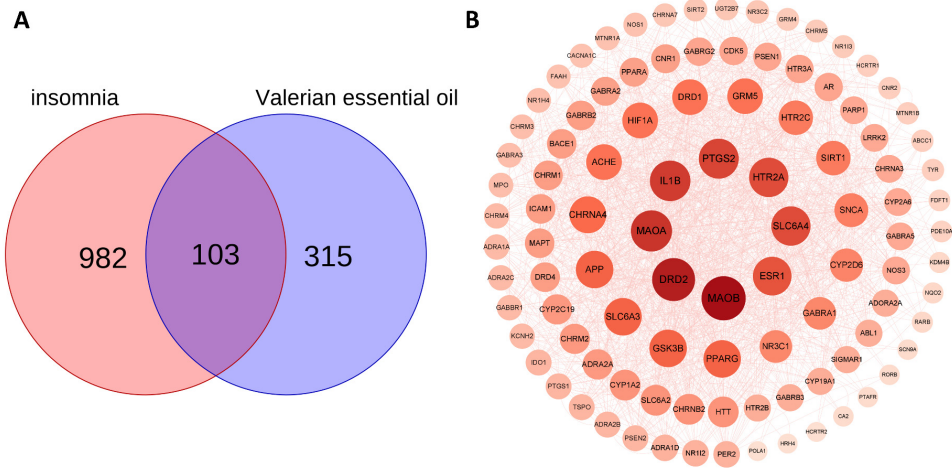 A
B
insomnia
Valerian essential oil
982
103
315
MAOB
DRD2
MAOA
IL1B
PTGS2
HTR2A
SLC6A4
ESR1
DRD1
GRM5
HTR2C
SIRT1
SNCA
CYP2D6
GABRA1
NR3C1
PPARG
GSK3B
SLC6A3
APP
CHRNA4
ACHE
HIF1A
CNR1
GABRG2
CDK5
PSEN1
HTR3A
AR
PARP1
LRRK2
CHRNA3
CYP2A6
GABRA5
NOS3
ADORA2A
ABL1
SIGMAR1
CYP19A1
GABRB3
HTR2B
HTT
CHRNB2
SLC6A2
CYP1A2
ADRA2A
CHRM2
CYP2C19
DRD4
MAPT
ICAM1
CHRM1
BACE1
GABRB2
GABRA2
PPARA
CHRNA7
SIRT2
UGT2B7
NR3C2
GRM4
CHRM5
NR1I3
HCRTR1
CNR2
MTNR1B
ABCC1
TYR
FDFT1
PDE10A
KDM4B
NQO2
RARB
SCN9A
RORB
PTAFR
CA2
HCRTR2
HRH4
POLA1
PER2
NR1I2
ADRA1D
PSEN2
ADRA2B
TSPO
PTGS1
IDO1
KCNH2
GABBR1
ADRA2C
ADRA1A
CHRM4
MPO
GABRA3
CHRM3
NR1H4
FAAH
CACNA1C
MTNR1A
NOS1